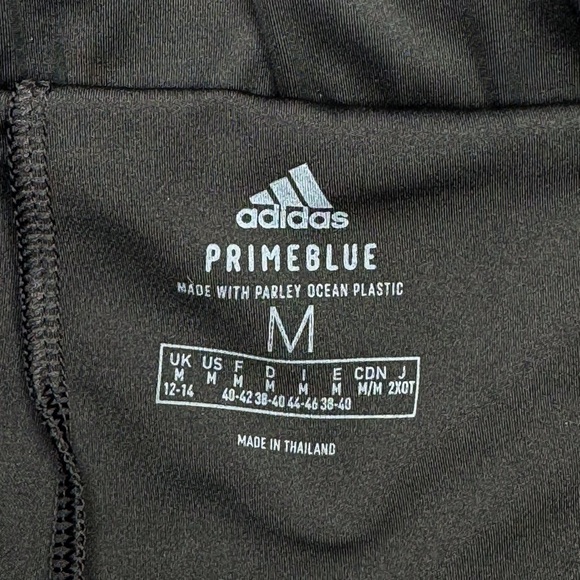 adidas
PRIMEBLUE
MADE WITH PARLEY OCEAN PLASTIC
M
UK US F D I E CDN J
M M M M M M M/M 2XOT
12-14 40-42 38-40 44-46 38-40
MADE IN THAILAND